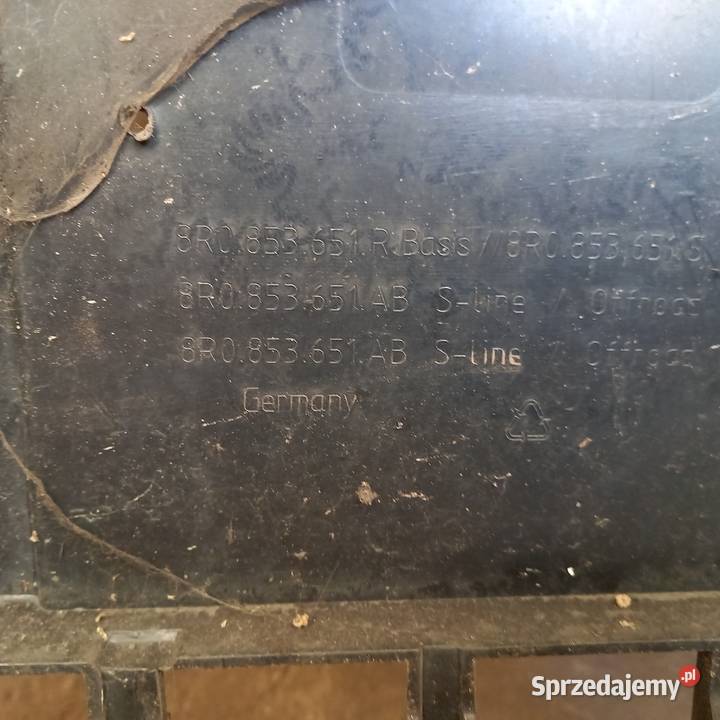 8R0.853.651.R Basis // 8R0.853.651.S
8R0.853.651.AB S-line / Offroad
8R0.853.651.AB S-line / Offroad
Germany
Sprzedajemy.pl